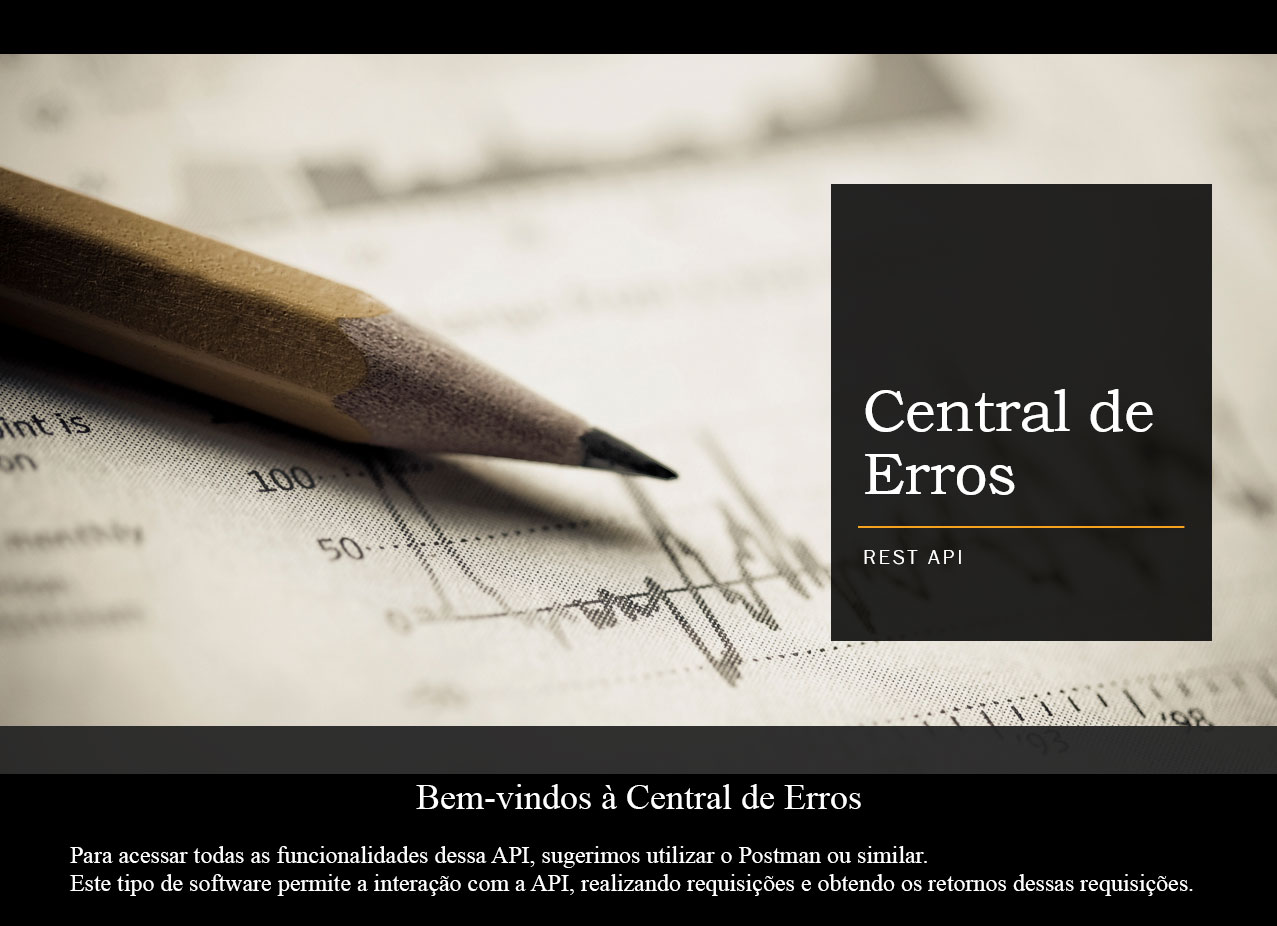 int is
on
monthly
100
50
Central de
Erros
REST API
'98
'93
Bem-vindos à Central de Erros
Para acessar todas as funcionalidades dessa API, sugerimos utilizar o Postman ou similar.
Este tipo de software permite a interação com a API, realizando requisições e obtendo os retornos dessas requisições.